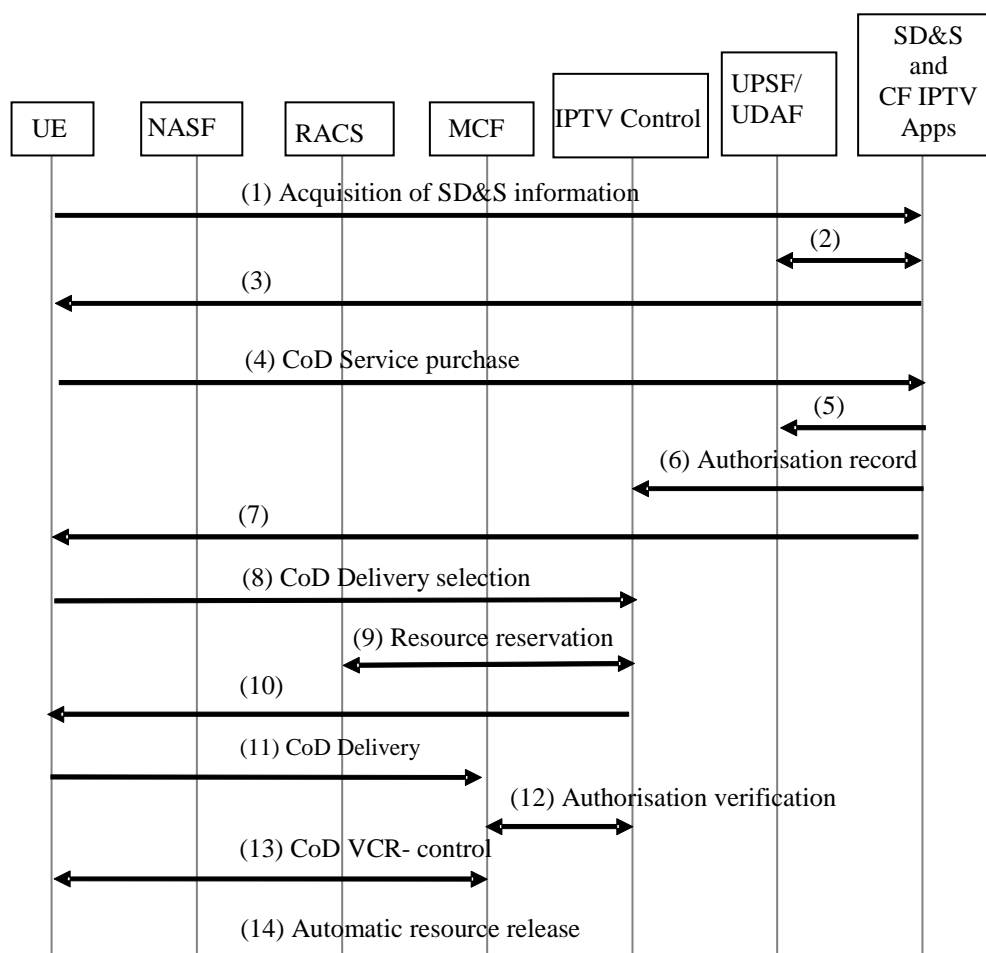 UE
NASF
RACS
MCF
IPTV Control
UPSF/
UDAF
SD&S
and
CF IPTV
Apps
(1) Acquisition of SD&S information
(2)
(3)
(4) CoD Service purchase
(5)
(6) Authorisation record
(7)
(8) CoD Delivery selection
(9) Resource reservation
(10)
(11) CoD Delivery
(12) Authorisation verification
(13) CoD VCR- control
(14) Automatic resource release